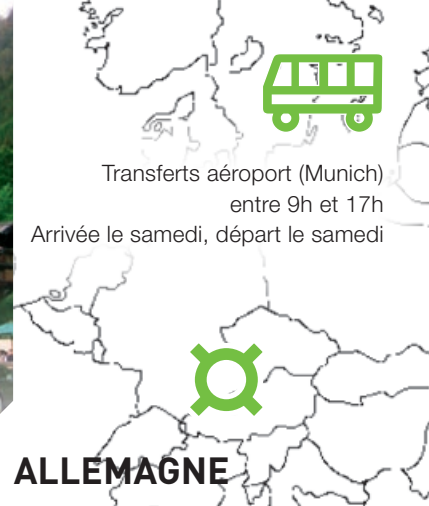 Transferts aéroport (Munich)
entre 9h et 17h
Arrivée le samedi, départ le samedi
ALLEMAGNE